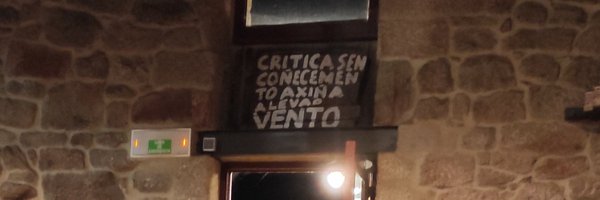 CRITICA SEN
COÑECEMEN
TO AXIÑA
A LEVAO
VENTO